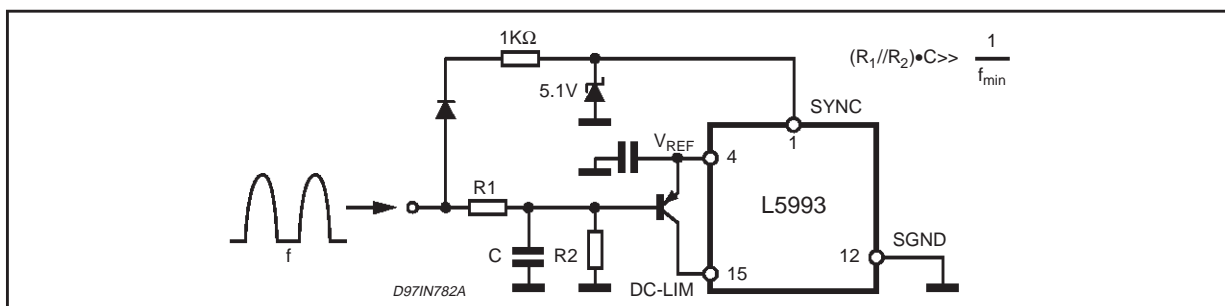 1KΩ
(R1//R2)•C>> 1
fmin
5.1V
SYNC
1
VREF
4
R1
L5993
f
C
R2
12
SGND
15
DC-LIM
D97IN782A